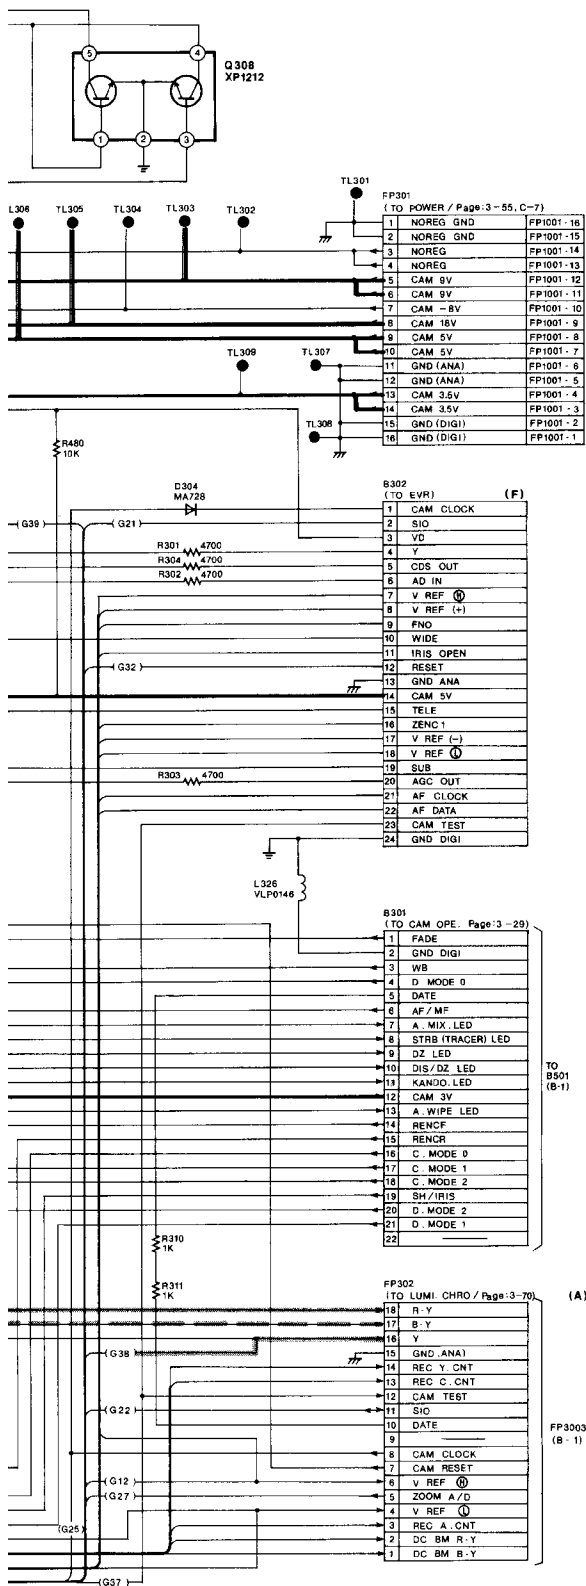 5 4
Q308
XP1212
1 2 3
TL301
FP301
(TO POWER / Page:3-55, C-7)
L306 TL305 TL304 TL303 TL302
1 NOREG GND FP1001-16
2 NOREG GND FP1001-15
3 NOREG FP1001-14
4 NOREG FP1001-13
5 CAM 9V FP1001-12
6 CAM 9V FP1001-11
7 CAM -8V FP1001-10
8 CAM 18V FP1001-9
9 CAM 5V FP1001-8
10 CAM 5V FP1001-7
TL309 TL307
11 GND (ANA) FP1001-6
12 GND (ANA) FP1001-5
13 CAM 3.5V FP1001-4
14 CAM 3.5V FP1001-3
15 GND (DIGI) FP1001-2
16 GND (DIGI) FP1001-1
TL308
R480
10K
D304
MA728
B302
(TO EVR) (F)
(G39) (G21)
1 CAM CLOCK
2 SIO
3 VD
R301 4700
4 Y
R304 4700
5 CDS OUT
R302 4700
6 AD IN
7 V REF Ⓗ
8 V REF (+)
9 FNO
10 WIDE
11 IRIS OPEN
(G32)
12 RESET
13 GND ANA
14 CAM 5V
15 TELE
16 ZENC1
17 V REF (-)
18 V REF Ⓛ
19 SUB
R303 4700
20 AGC OUT
21 AF CLOCK
22 AF DATA
23 CAM TEST
24 GND DIGI
L326
VLP0146
B301
(TO CAM OPE. Page:3-29)
1 FADE
2 GND DIGI
3 WB
4 D MODE 0
5 DATE
6 AF/MF
7 A.MIX.LED
8 STRB (TRACER) LED
9 DZ LED
10 DIS/DZ LED
11 KANDO.LED
12 CAM 3V
13 A.WIPE LED
14 RENCF
15 RENCR
16 C.MODE 0
17 C.MODE 1
18 C.MODE 2
19 SH/IRIS
20 D.MODE 2
21 D.MODE 1
22
TO
B501
(B-1)
R310
1K
R311
1K
FP302
(TO LUMI. CHRO / Page:3-70) (A)
18 R-Y
17 B-Y
16 Y
(G38)
15 GND.ANA)
14 REC Y.CNT
13 REC C.CNT
12 CAM TEST
(G22)
11 SIO
10 DATE
9
8 CAM CLOCK
7 CAM RESET
(G12)
6 V REF Ⓗ
(G27)
5 ZOOM A/D
4 V REF Ⓛ
(G25)
3 REC A.CNT
2 DC BM R-Y
1 DC BM B-Y
(G37)
FP3003
(B-1)